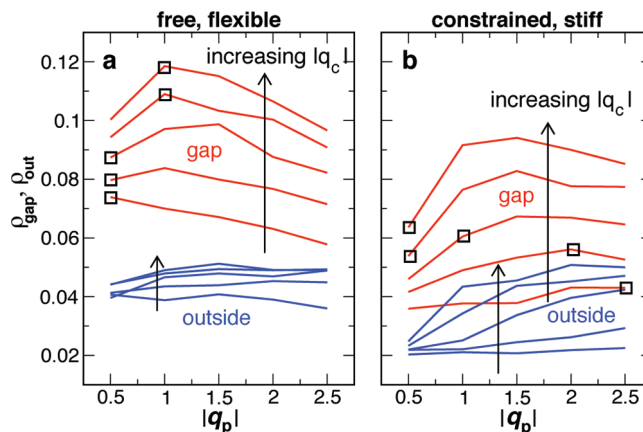 free, flexible
constrained, stiff
a
increasing |qc|
gap
outside
b
increasing |qc|
gap
outside
ρgap, ρout
0.12
0.1
0.08
0.06
0.04
0.02
0.5 1 1.5 2 2.5
0.5 1 1.5 2 2.5
|qp|
|qp|